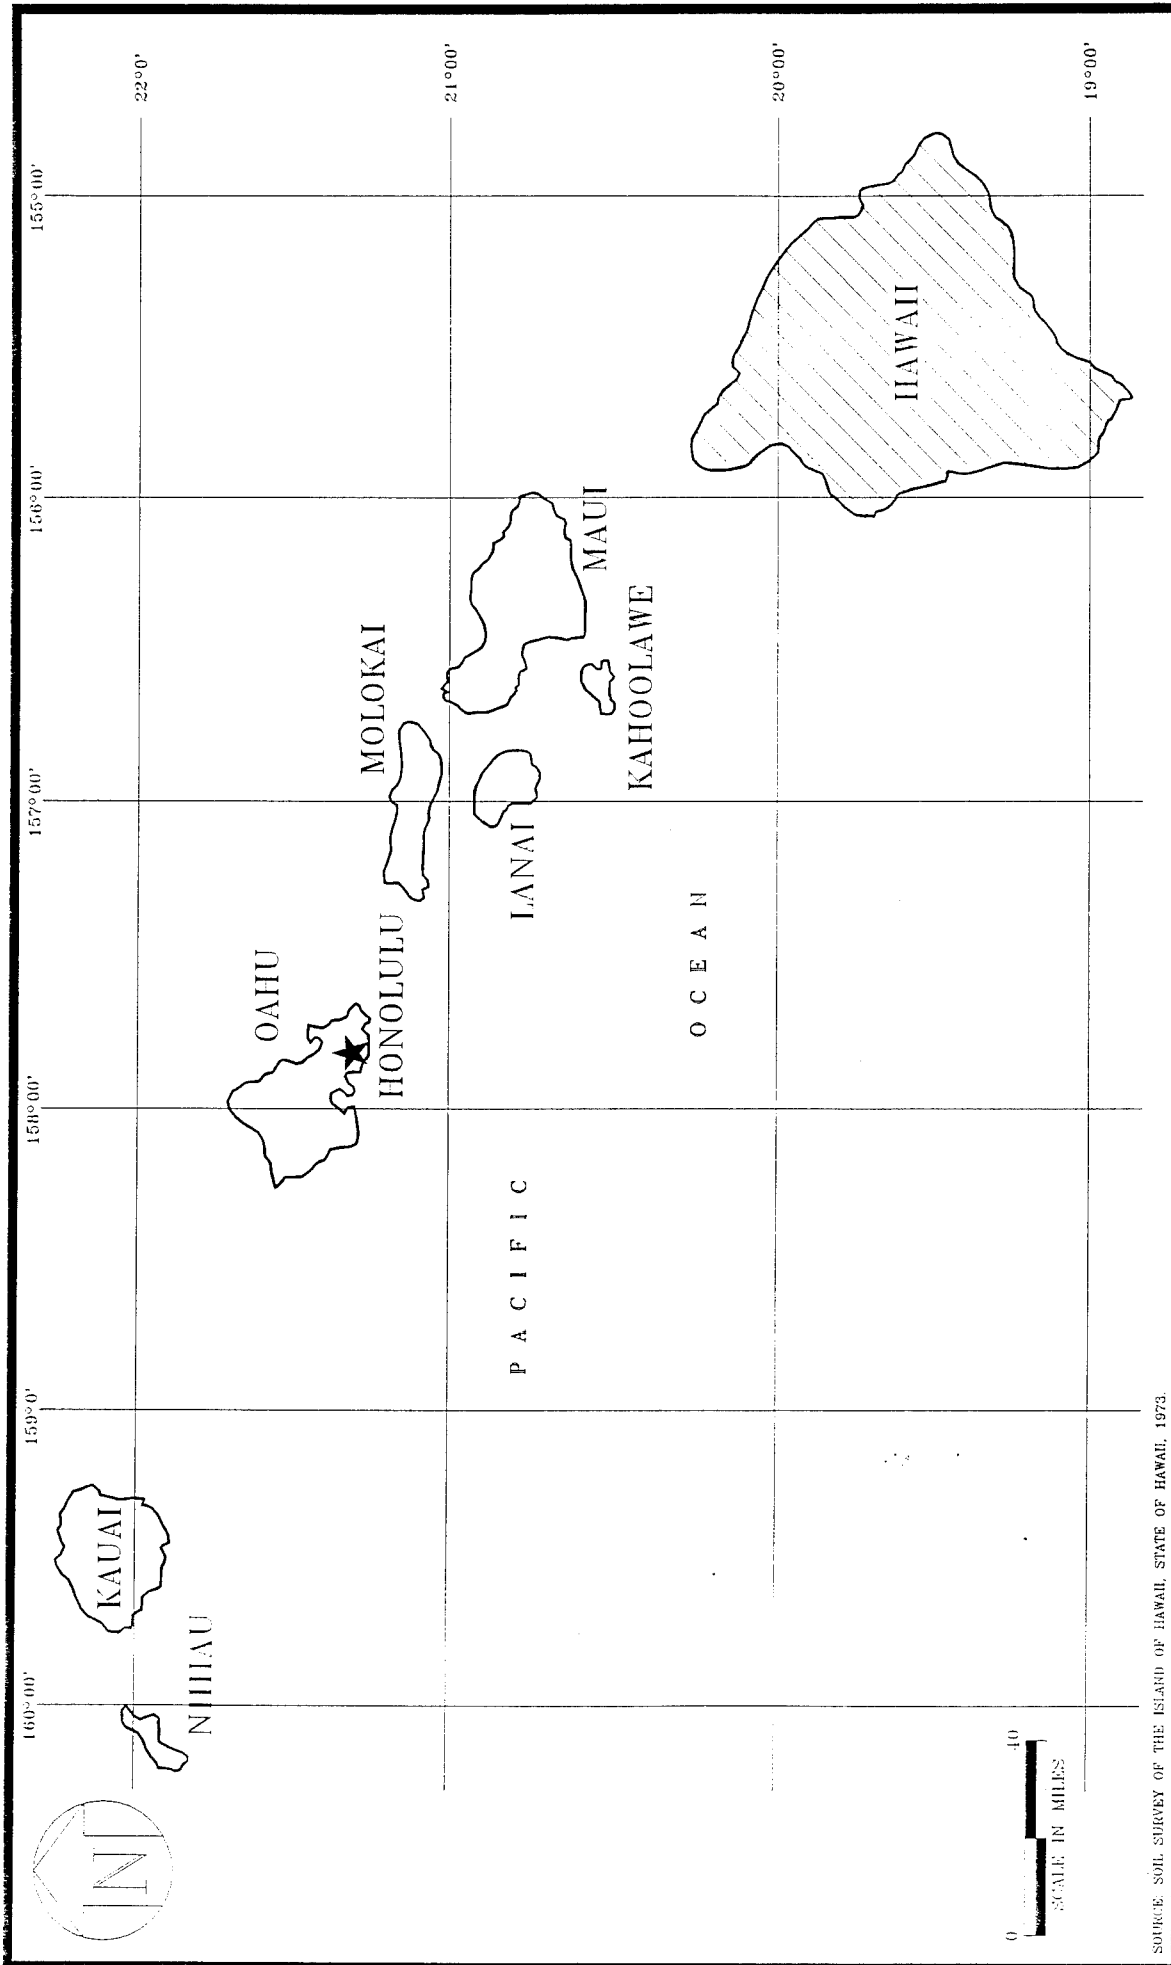 160°00'
159°0'
158°00'
157°00'
156°00'
155°00'
22°0'
21°00'
20°00'
19°00'
N
NIIHAU
KAUAI
OAHU
HONOLULU
MOLOKAI
LANAI
MAUI
KAHOOLAWE
HAWAII
PACIFIC
OCEAN
0 40
SCALE IN MILES
SOURCE: SOIL SURVEY OF THE ISLAND OF HAWAII, STATE OF HAWAII, 1973.